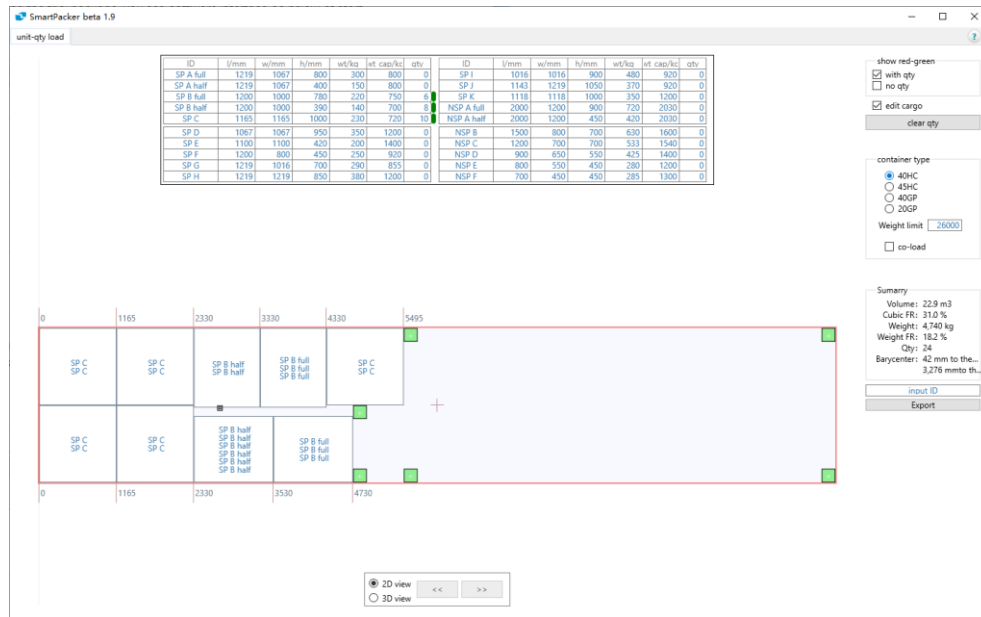 SmartPacker beta 1.9
unit-qty load
?
ID l/mm w/mm h/mm wt/kg wt cap/kc qty ID l/mm w/mm h/mm wt/kg wt cap/kc qty
SP A full 1219 1067 800 300 800 0 SP I 1016 1016 900 480 920 0
SP A half 1219 1067 400 150 800 0 SP J 1143 1219 1050 370 920 0
SP B full 1200 1000 780 220 750 6 SP K 1118 1118 1000 350 1200 0
SP B half 1200 1000 390 140 700 8 NSP A full 2000 1200 900 720 2030 0
SP C 1165 1165 1000 230 720 10 NSP A half 2000 1200 450 420 2030 0
SP D 1067 1067 950 350 1200 0 NSP B 1500 800 700 630 1600 0
SP E 1100 1100 420 200 1400 0 NSP C 1200 700 700 533 1540 0
SP F 1200 800 450 250 920 0 NSP D 900 650 550 425 1400 0
SP G 1219 1016 700 290 855 0 NSP E 800 550 450 280 1200 0
SP H 1219 1219 850 380 1200 0 NSP F 700 450 450 285 1300 0
show red-green
with qty
no qty
edit cargo
clear qty
container type
40HC
45HC
40GP
20GP
Weight limit 26000
co-load
Sumarry
Volume: 22.9 m3
Cubic FR: 31.0 %
Weight: 4,740 kg
Weight FR: 18.2 %
Qty: 24
Barycenter: 42 mm to the...
3,276 mmto th...
input ID
Export
0 1165 2330 3330 4330 5495
SP C
SP C
SP C
SP C
SP B half
SP B half
SP B full
SP B full
SP B full
SP C
SP C
SP C
SP C
SP C
SP C
SP B half
SP B half
SP B half
SP B half
SP B half
SP B half
SP B full
SP B full
SP B full
0 1165 2330 3530 4730
2D view
3D view
<< >>